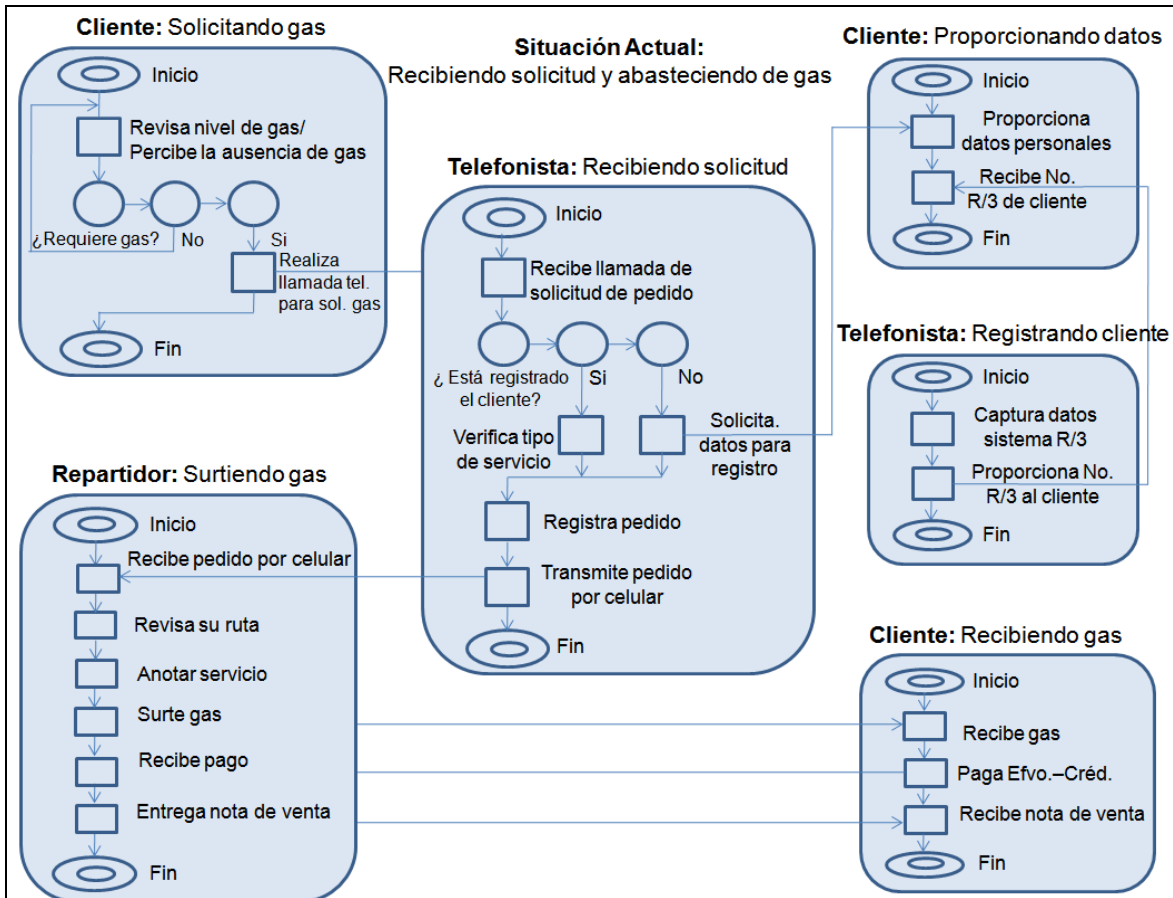 Cliente: Solicitando gas
Inicio
Revisa nivel de gas/
Percibe la ausencia de gas
¿Requiere gas?
No
Si
Realiza
llamada tel.
para sol. gas
Fin
Situación Actual:
Recibiendo solicitud y abasteciendo de gas
Telefonista: Recibiendo solicitud
Inicio
Recibe llamada de
solicitud de pedido
¿ Está registrado
el cliente?
Si
No
Verifica tipo
de servicio
Solicita.
datos para
registro
Registra pedido
Transmite pedido
por celular
Fin
Cliente: Proporcionando datos
Inicio
Proporciona
datos personales
Recibe No.
R/3 de cliente
Fin
Telefonista: Registrando cliente
Inicio
Captura datos
sistema R/3
Proporciona No.
R/3 al cliente
Fin
Repartidor: Surtiendo gas
Inicio
Recibe pedido por celular
Revisa su ruta
Anotar servicio
Surte gas
Recibe pago
Entrega nota de venta
Fin
Cliente: Recibiendo gas
Inicio
Recibe gas
Paga Efvo.–Créd.
Recibe nota de venta
Fin